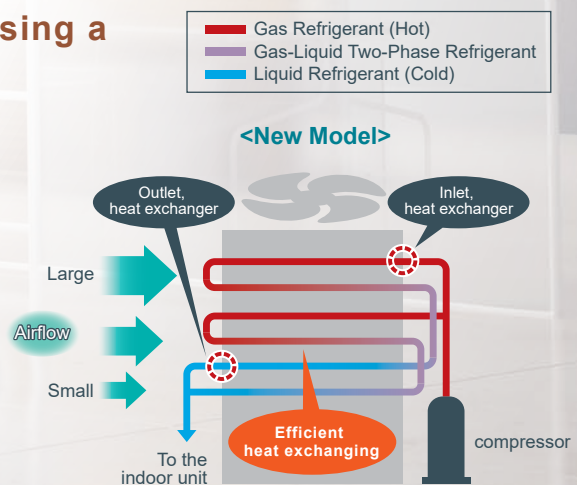 sing a
Gas Refrigerant (Hot)
Gas-Liquid Two-Phase Refrigerant
Liquid Refrigerant (Cold)
<New Model>
Outlet,
heat exchanger
Inlet,
heat exchanger
Large
Airflow
Small
Efficient
heat exchanging
compressor
To the
indoor unit